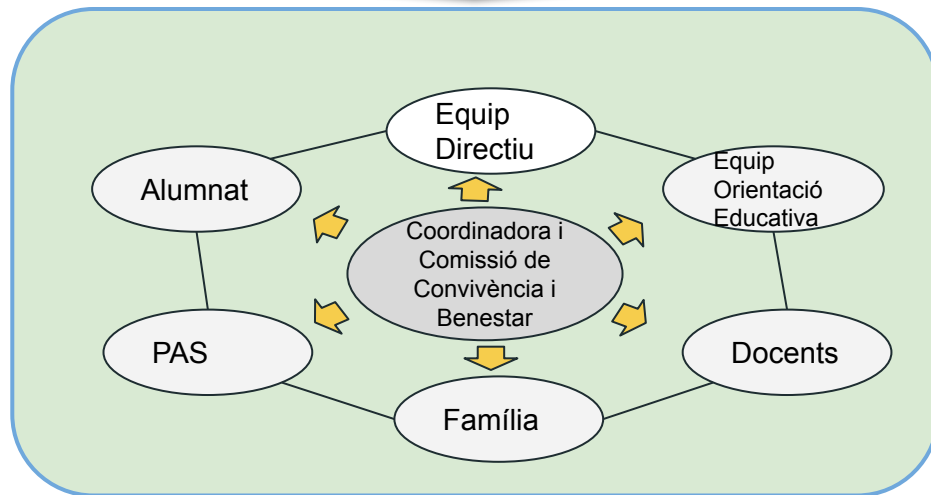 Equip
Directiu
Alumnat
Equip
Orientació
Educativa
Coordinadora i
Comissió de
Convivència i
Benestar
PAS
Docents
Família